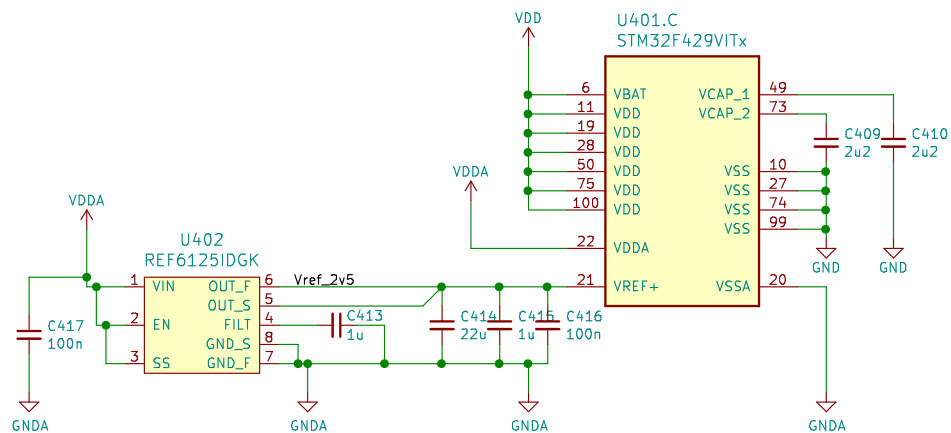 VDD
U401.C
STM32F429VITx
6 VBAT
11 VDD
19 VDD
28 VDD
50 VDD
75 VDD
100 VDD
22 VDDA
21 VREF+
VCAP_1 49
VCAP_2 73
VSS 10
VSS 27
VSS 74
VSS 99
VSSA 20
C409
2u2
C410
2u2
GND
GND
GNDA
VDDA
VDDA
U402
REF6125IDGK
1 VIN
2 EN
3 SS
OUT_F 6
OUT_S 5
FILT 4
GND_S 8
GND_F 7
Vref_2v5
C417
100n
C413
1u
C414
22u
C415
1u
C416
100n
GNDA
GNDA
GNDA